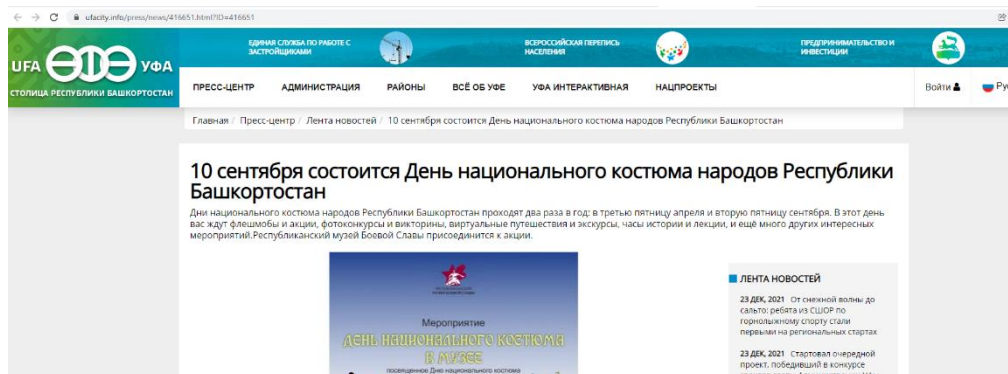 ufacity.info/press/news/416651.html?ID=416651
ЕДИНАЯ СЛУЖБА ПО РАБОТЕ С
ЗАСТРОЙЩИКАМИ
ВСЕРОССИЙСКАЯ ПЕРЕПИСЬ
НАСЕЛЕНИЯ
ПРЕДПРИНИМАТЕЛЬСТВО И
ИНВЕСТИЦИИ
UFA УФА
СТОЛИЦА РЕСПУБЛИКИ БАШКОРТОСТАН
ПРЕСС-ЦЕНТР АДМИНИСТРАЦИЯ РАЙОНЫ ВСЁ ОБ УФЕ УФА ИНТЕРАКТИВНАЯ НАЦПРОЕКТЫ Войти Ру
Главная / Пресс-центр / Лента новостей / 10 сентября состоится День национального костюма народов Республики Башкортостан
10 сентября состоится День национального костюма народов Республики
Башкортостан
Дни национального костюма народов Республики Башкортостан проходят два раза в год: в третью пятницу апреля и вторую пятницу сентября. В этот день
вас ждут флешмобы и акции, фотоконкурсы и викторины, виртуальные путешествия и экскурсы, часы истории и лекции, и ещё много других интересных
мероприятий.Республиканский музей Боевой Славы присоединится к акции.
Мероприятие
ДЕНЬ НАЦИОНАЛЬНОГО КОСТЮМА
В МУЗЕЕ
посвященное Дню национального костюма
ЛЕНТА НОВОСТЕЙ
23 ДЕК, 2021 От снежной волны до
сальто: ребята из СШОР по
горнолыжному спорту стали
первыми на региональных стартах
23 ДЕК, 2021 Стартовал очередной
проект, победивший в конкурсе